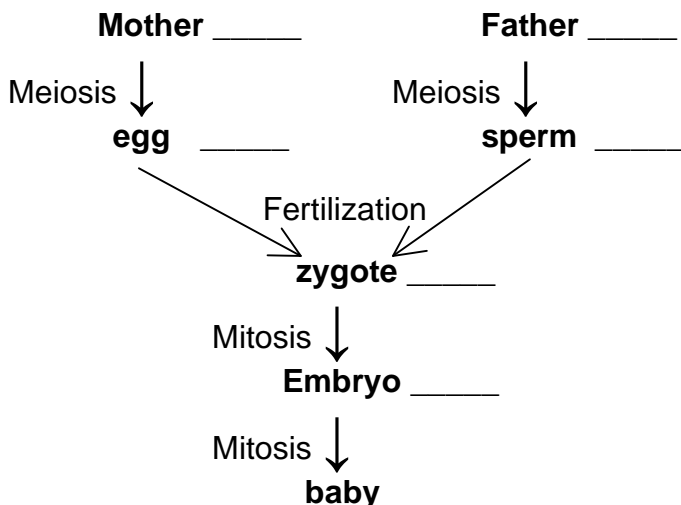 Mother _____ Father _____
Meiosis Meiosis
egg _____ sperm _____
Fertilization
zygote _____
Mitosis
Embryo _____
Mitosis
baby